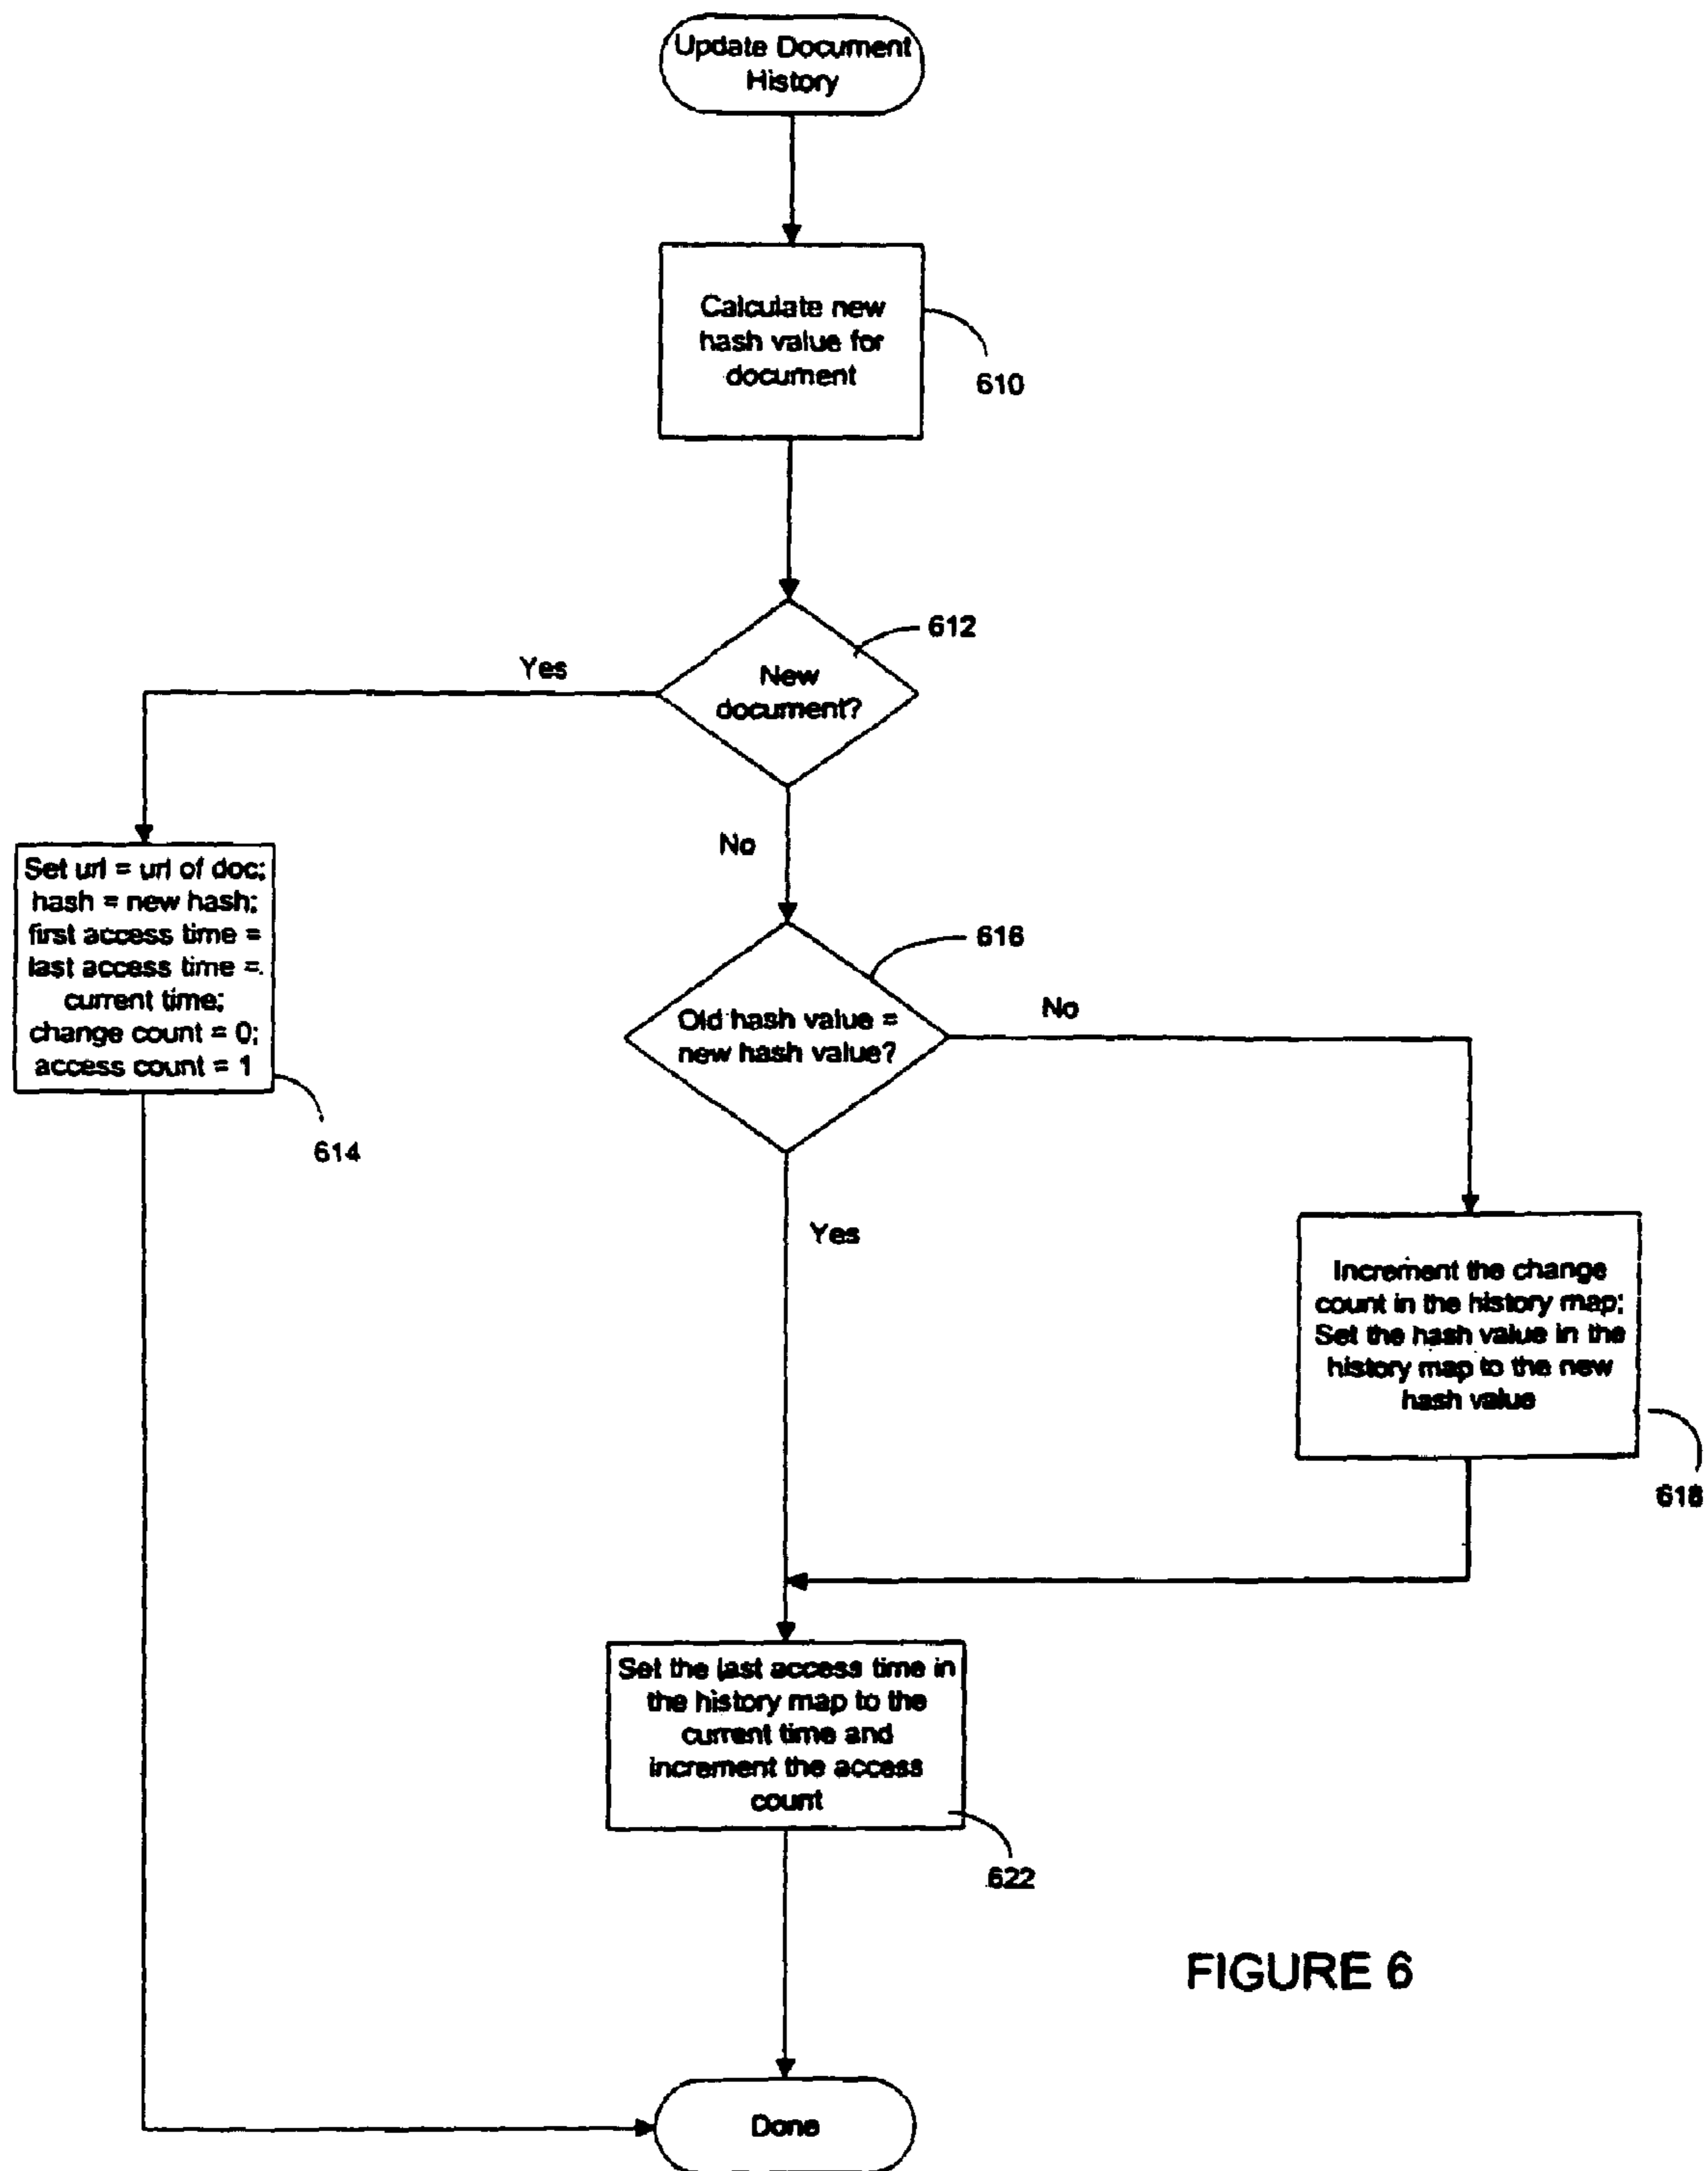 Update Document
History
Calculate new
hash value for
document
610
612
New
document?
Yes
No
Set url = url of doc;
hash = new hash;
first access time =
last access time =
current time;
change count = 0;
access count = 1
614
616
Old hash value =
new hash value?
No
Yes
Increment the change
count in the history map;
Set the hash value in the
history map to the new
hash value
618
Set the last access time in
the history map to the
current time and
increment the access
count
622
FIGURE 6
Done